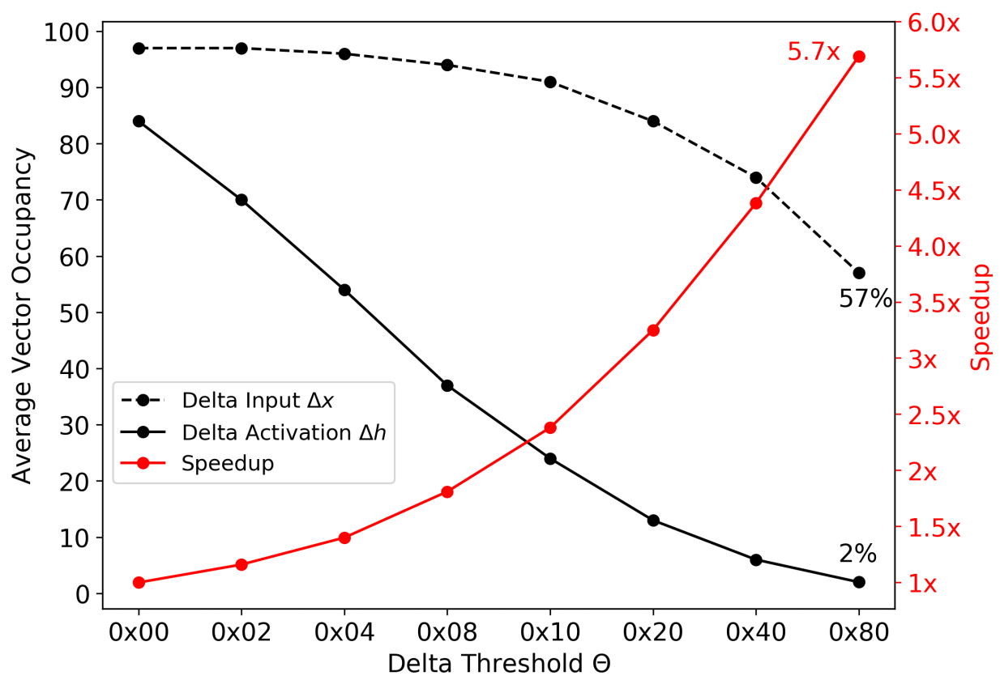 Average Vector Occupancy
100
90
80
70
60
50
40
30
20
10
0
6.0x
5.5x
5.0x
4.5x
4.0x
3.5x
3x
2.5x
2x
1.5x
1x
Speedup
5.7x
57%
2%
Delta Input Δx
Delta Activation Δh
Speedup
0x00 0x02 0x04 0x08 0x10 0x20 0x40 0x80
Delta Threshold Θ